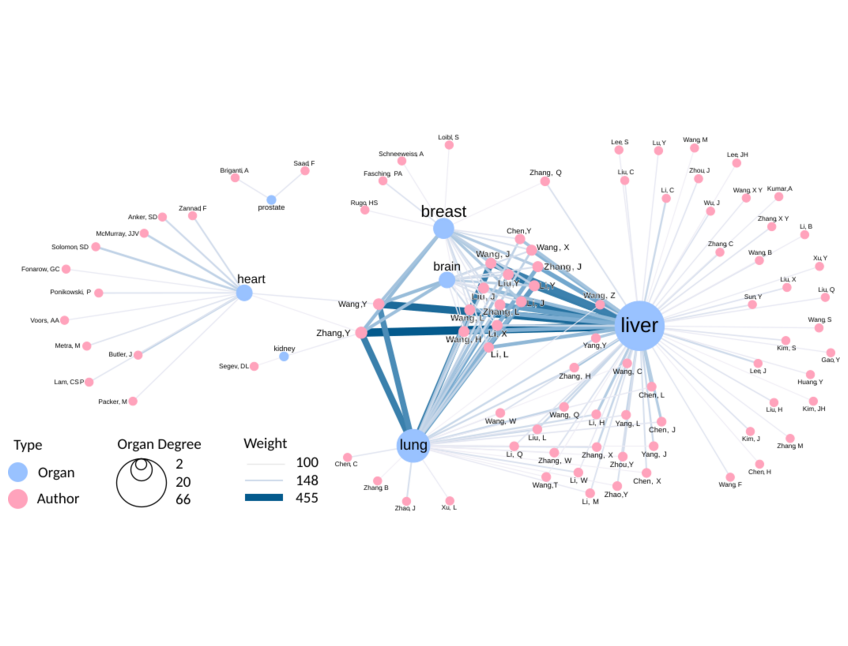 Loibl, S
Schneeweiss A
Fasching, PA
Rugo, HS
Briganti, A
Saad, F
prostate
Zhang, Q
Lee, S
Lu, Y
Wang M
Lee, JH
Liu, C
Zhou, J
Li, C
Wang X Y
Kumar,A
Wu, J
Zhang X Y
Li, B
Zhang C
Wang B
Xu,Y
Liu, X
Liu, Q
Sun,Y
Wang S
Kim, S
Gao,Y
Lee, J
Huang Y
Liu, H
Kim, JH
Kim, J
Zhang M
Chen, H
Wang F
Anker, SD
Zannad F
McMurray, JJV
Solomon, SD
Fonarow, GC
Ponikowski, P
Voors, AA
Metra, M
Butler, J
Lam, CSP
Packer, M
heart
kidney
Segev, DL
breast
brain
Chen,Y
Wang, X
Wang, J
Zhang, J
Liu,Y
Wang, Z
Wang,Y
Zhang,Y
Wang, H
Li, X
Li, L
liver
Yang,Y
Zhang, H
Wang, C
Chen, L
Wang, W
Wang, Q
Li, H
Yang, L
Chen, J
Liu, L
Li, Q
Zhang, W
Zhang, X
Zhou,Y
Yang, J
Wang,T
Li, W
Li, M
Zhao,Y
Chen, X
lung
Chen, C
Zhang B
Zhao, J
Xu, L
Type
Organ
Author
Organ Degree
2
20
66
Weight
100
148
455